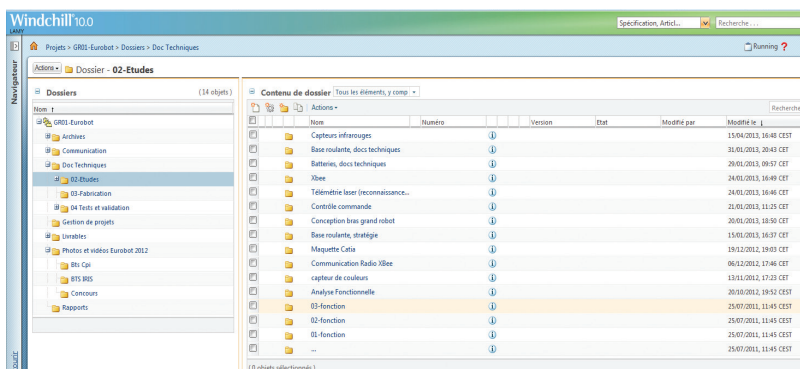 Windchill 10.0
LAMY
Spécification, Articl...
Recherche ...
Projets > GR01-Eurobot > Dossiers > Doc Techniques
Running ?
Navigateur
Actions
Dossier - 02-Etudes
Dossiers
(14 objets)
Nom ↑
GR01-Eurobot
Archives
Communication
Doc Techniques
02-Etudes
03-Fabrication
04 Tests et validation
Gestion de projets
Livrables
Photos et vidéos Eurobot 2012
Bts Cpi
BTS IRIS
Concours
Rapports
Contenu de dossier Tous les éléments, y comp
Actions
Recherche
Nom Numéro Version Etat Modifié par Modifié le ↓
Capteurs infrarouges 15/04/2013, 16:48 CEST
Base roulante, docs techniques 31/01/2013, 20:43 CET
Batteries, docs techniques 29/01/2013, 09:57 CET
Xbee 24/01/2013, 16:49 CET
Télémétrie laser (reconnaissance... 24/01/2013, 16:46 CET
Contrôle commande 21/01/2013, 11:25 CET
Conception bras grand robot 20/01/2013, 18:50 CET
Base roulante, stratégie 15/01/2013, 16:37 CET
Maquette Catia 19/12/2012, 19:03 CET
Communication Radio XBee 06/12/2012, 17:46 CET
capteur de couleurs 13/11/2012, 17:23 CET
Analyse Fonctionnelle 20/10/2012, 19:52 CEST
03-fonction 25/07/2011, 11:45 CEST
02-fonction 25/07/2011, 11:45 CEST
01-fonction 25/07/2011, 11:45 CEST
... 25/07/2011, 11:45 CEST
( 0 objets sélectionnés )